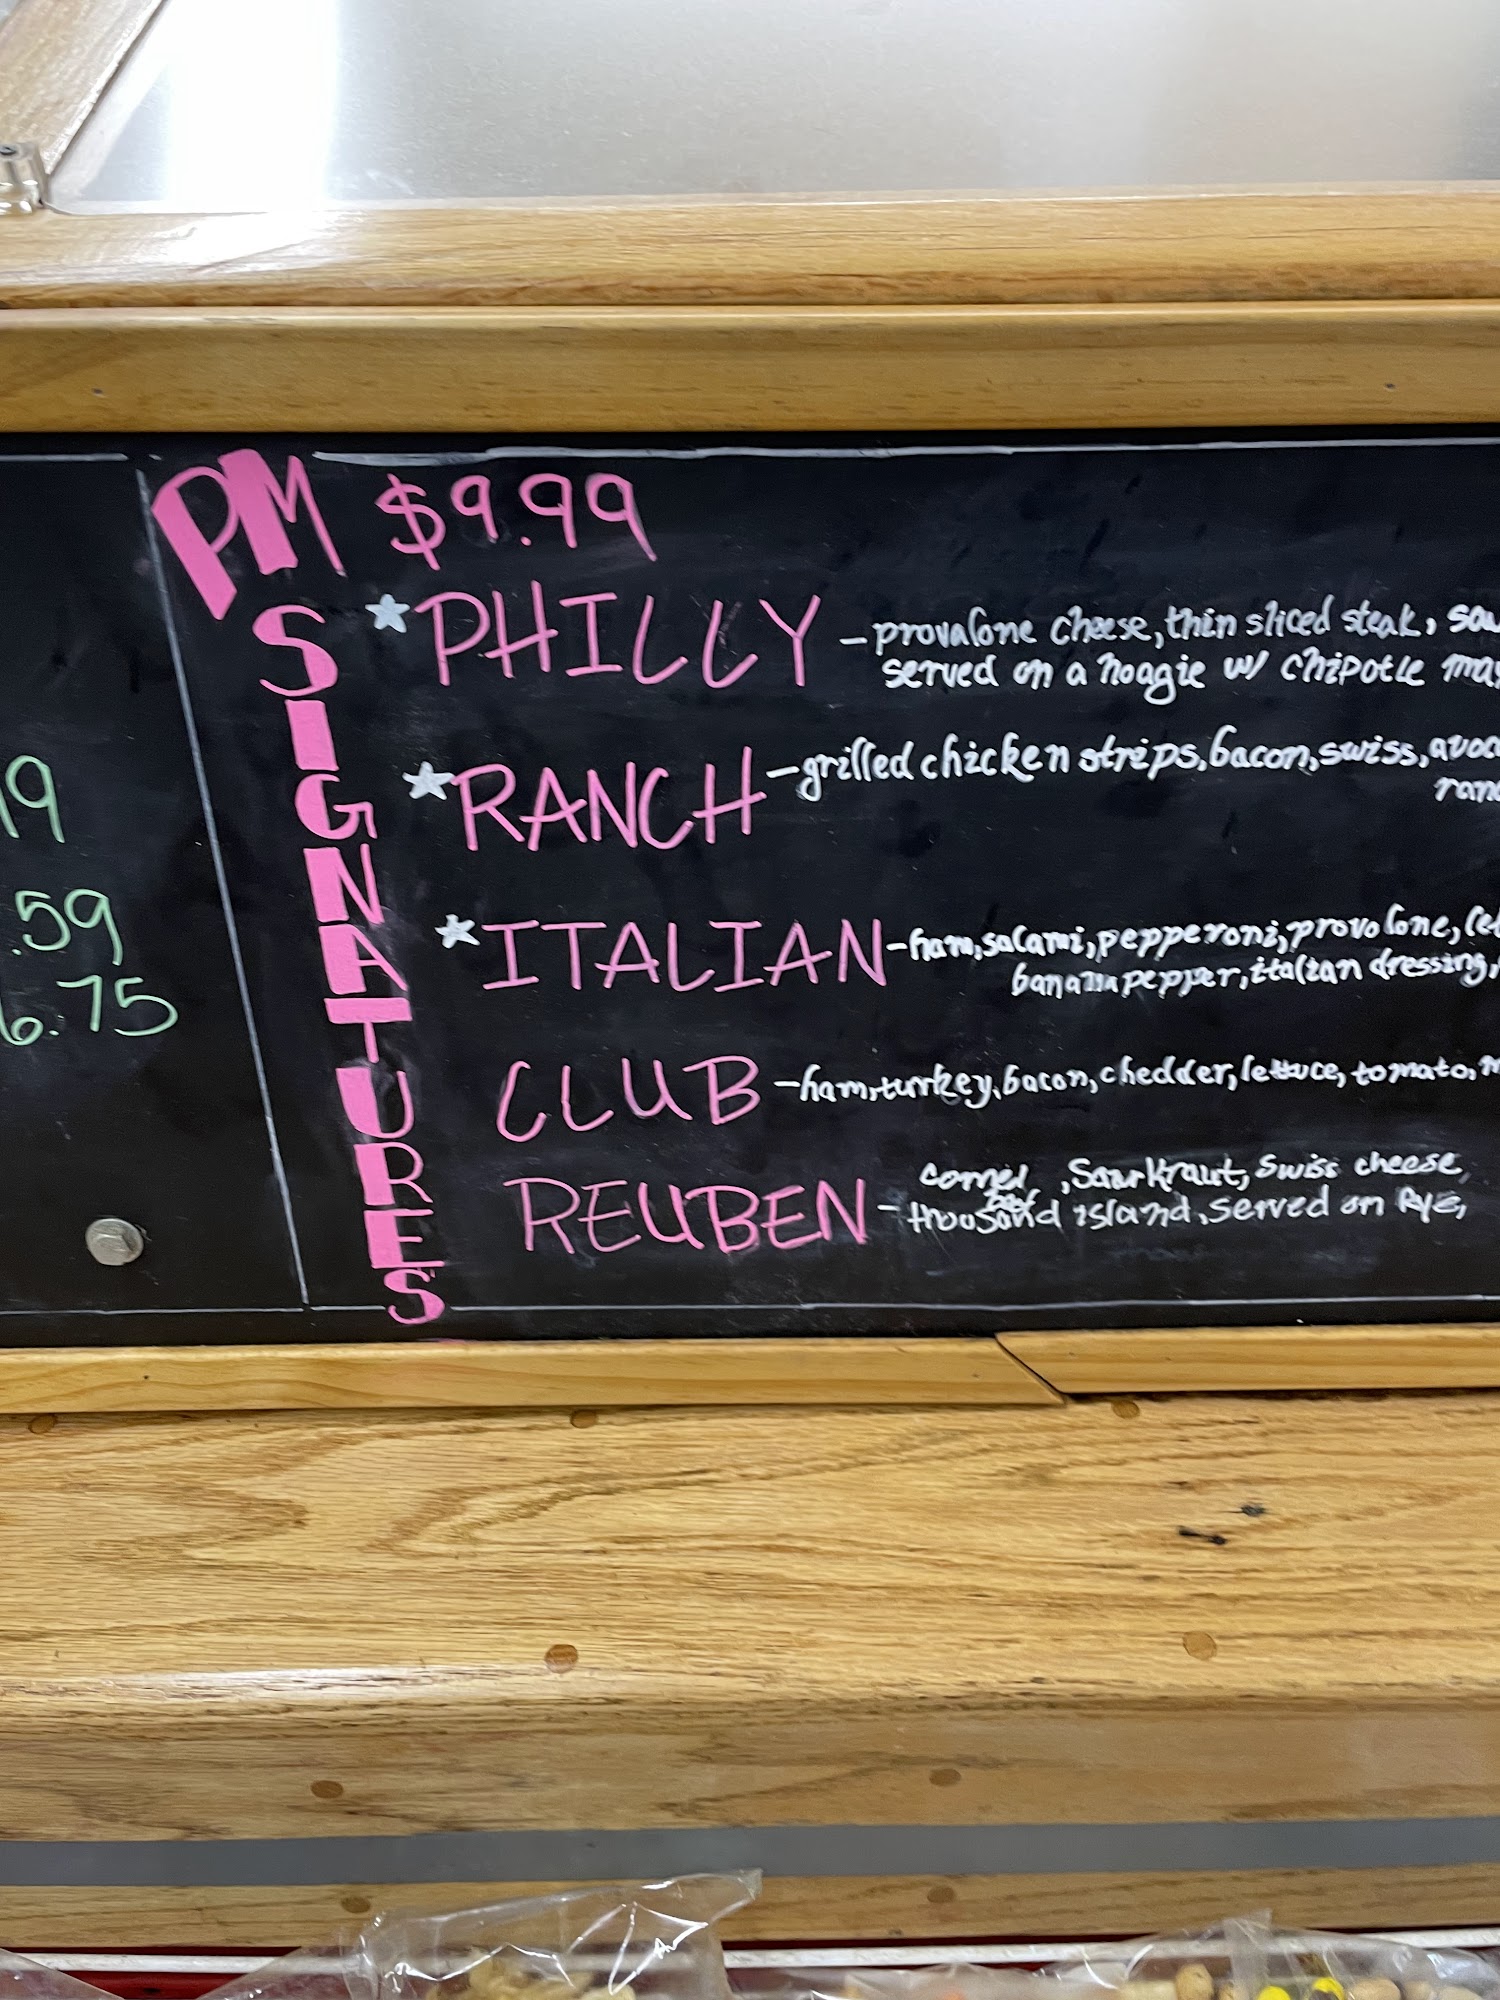 PM SIGNATURES
$9.99
PHILLY - provalone cheese, thin sliced steak,
served on a hoagie w/ chipotle
RANCH - grilled chicken strips, bacon, swiss,
ITALIAN - ham, salami, pepperoni, provolone,
banana pepper, italian dressing,
CLUB - ham, turkey, bacon, chedder, lettuce, tomato,
REUBEN - corned beef, Saurkraut, Swiss cheese,
thousand island, served on Rye,
19
.59
6.75